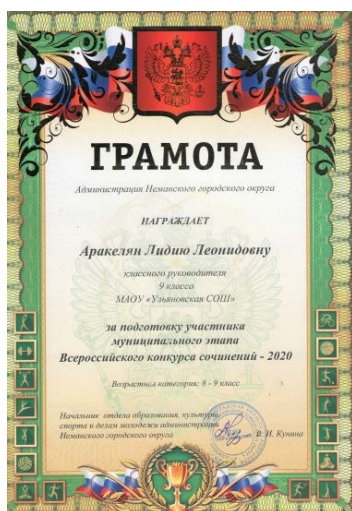 ГРАМОТА
Администрация Неманского городского округа
НАГРАЖДАЕТ
Аракелян Лидию Леонидовну
классного руководителя
9 класса
МАОУ «Ульяновская СОШ»
за подготовку участника
муниципального этапа
Всероссийского конкурса сочинений - 2020
Возрастная категория: 8 - 9 класс
Начальник отдела образования, культуры
спорта и делам молодежи администрации
Неманского городского округа
В. И. Кунина